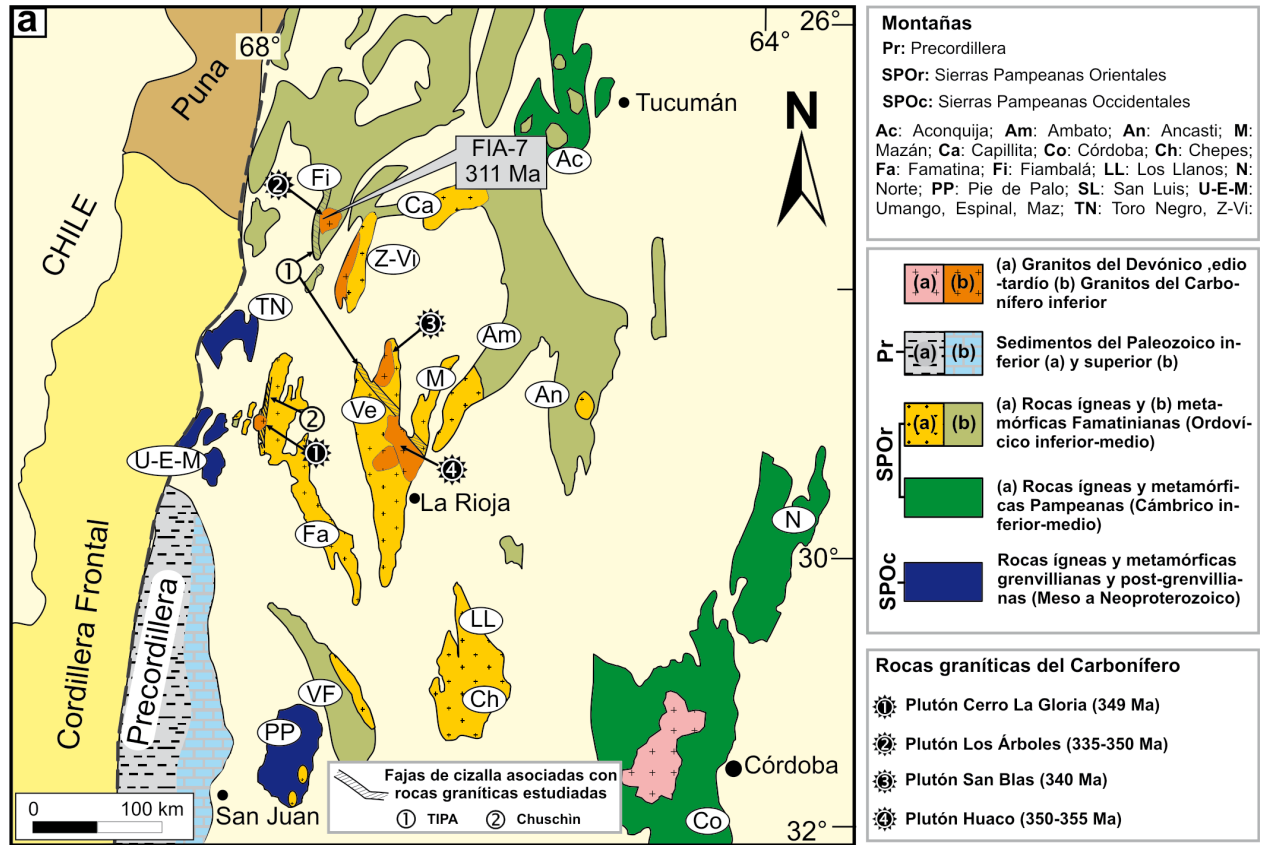 a
68°
64°
26°
Puna
Tucumán
N
FIA-7
311 Ma
Ac
Fi
2
Ca
CHILE
1
Z-Vi
TN
3
Am
M
An
Ve
2
1
U-E-M
4
La Rioja
N
Fa
30°
Cordillera Frontal
Precordillera
LL
Ch
VF
PP
Córdoba
Co
San Juan
32°
0 100 km
Fajas de cizalla asociadas con
rocas graníticas estudiadas
1 TIPA 2 Chuschìn
Montañas
Pr: Precordillera
SPOr: Sierras Pampeanas Orientales
SPOc: Sierras Pampeanas Occidentales
Ac: Aconquija; Am: Ambato; An: Ancasti; M:
Mazán; Ca: Capillita; Co: Córdoba; Ch: Chepes;
Fa: Famatina; Fi: Fiambalá; LL: Los Llanos; N:
Norte; PP: Pie de Palo; SL: San Luis; U-E-M:
Umango, Espinal, Maz; TN: Toro Negro, Z-Vi:
(a) (b)
(a) Granitos del Devónico ,edio
-tardío (b) Granitos del Carbo-
nífero inferior
Pr
(a) (b)
Sedimentos del Paleozoico in-
ferior (a) y superior (b)
SPOr
(a) (b)
(a) Rocas ígneas y (b) meta-
mórficas Famatinianas (Ordoví-
cico inferior-medio)
(a) Rocas ígneas y metamórfi-
cas Pampeanas (Cámbrico in-
ferior-medio)
SPOc
Rocas ígneas y metamórficas
grenvillianas y post-grenvillia-
nas (Meso a Neoproterozoico)
Rocas graníticas del Carbonífero
1 Plutón Cerro La Gloria (349 Ma)
2 Plutón Los Árboles (335-350 Ma)
3 Plutón San Blas (340 Ma)
4 Plutón Huaco (350-355 Ma)